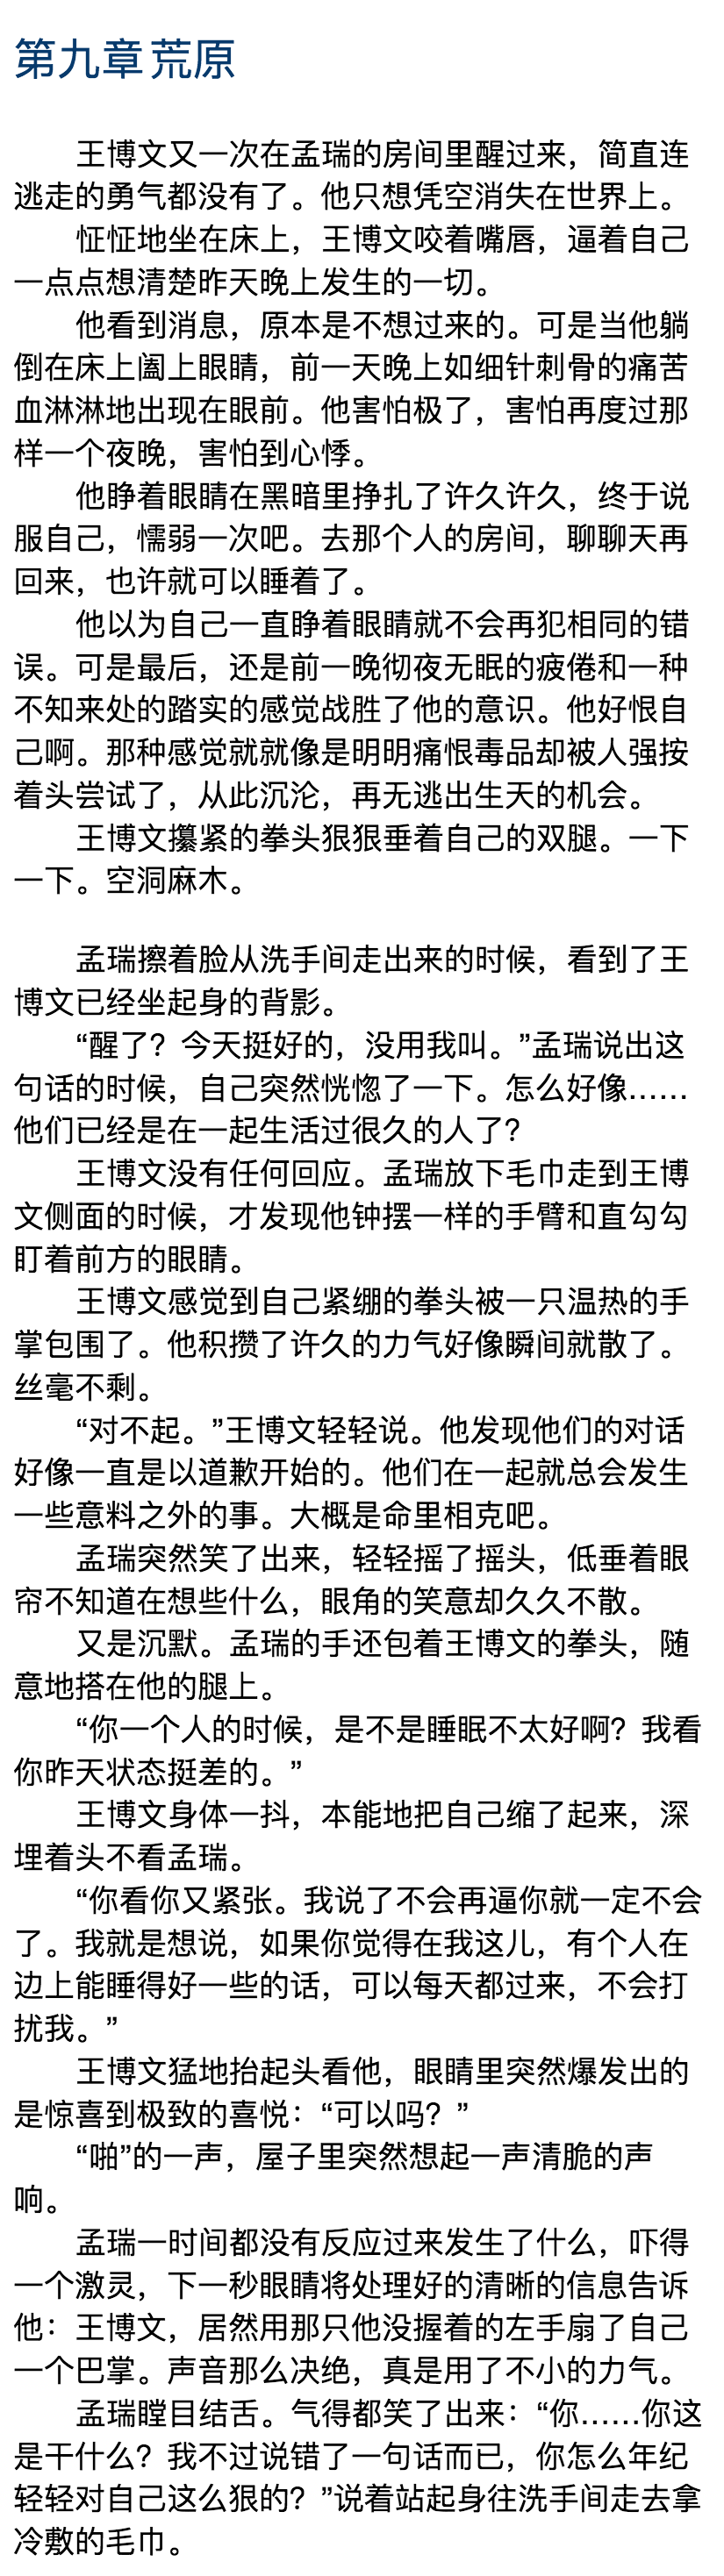 第九章 荒原
王博文又一次在孟瑞的房间里醒过来，简直连
逃走的勇气都没有了。他只想凭空消失在世界上。
怔怔地坐在床上，王博文咬着嘴唇，逼着自己
一点点想清楚昨天晚上发生的一切。
他看到消息，原本是不想过来的。可是当他躺
倒在床上阖上眼睛，前一天晚上如细针刺骨的痛苦
血淋淋地出现在眼前。他害怕极了，害怕再度过那
样一个夜晚，害怕到心悸。
他睁着眼睛在黑暗里挣扎了许久许久，终于说
服自己，懦弱一次吧。去那个人的房间，聊聊天再
回来，也许就可以睡着了。
他以为自己一直睁着眼睛就不会再犯相同的错
误。可是最后，还是前一晚彻夜无眠的疲倦和一种
不知来处的踏实的感觉战胜了他的意识。他好恨自
己啊。那种感觉就就像是明明痛恨毒品却被人强按
着头尝试了，从此沉沦，再无逃出生天的机会。
王博文攥紧的拳头狠狠垂着自己的双腿。一下
一下。空洞麻木。
孟瑞擦着脸从洗手间走出来的时候，看到了王
博文已经坐起身的背影。
“醒了？今天挺好的，没用我叫。”孟瑞说出这
句话的时候，自己突然恍惚了一下。怎么好像……
他们已经是在一起生活过很久的人了？
王博文没有任何回应。孟瑞放下毛巾走到王博
文侧面的时候，才发现他钟摆一样的手臂和直勾勾
盯着前方的眼睛。
王博文感觉到自己紧绷的拳头被一只温热的手
掌包围了。他积攒了许久的力气好像瞬间就散了。
丝毫不剩。
“对不起。”王博文轻轻说。他发现他们的对话
好像一直是以道歉开始的。他们在一起就总会发生
一些意料之外的事。大概是命里相克吧。
孟瑞突然笑了出来，轻轻摇了摇头，低垂着眼
帘不知道在想些什么，眼角的笑意却久久不散。
又是沉默。孟瑞的手还包着王博文的拳头，随
意地搭在他的腿上。
“你一个人的时候，是不是睡眠不太好啊？我看
你昨天状态挺差的。”
王博文身体一抖，本能地把自己缩了起来，深
埋着头不看孟瑞。
“你看你又紧张。我说了不会再逼你就一定不会
了。我就是想说，如果你觉得在我这儿，有个人在
边上能睡得好一些的话，可以每天都过来，不会打
扰我。”
王博文猛地抬起头看他，眼睛里突然爆发出的
是惊喜到极致的喜悦：“可以吗？”
“啪”的一声，屋子里突然想起一声清脆的声
响。
孟瑞一时间都没有反应过来发生了什么，吓得
一个激灵，下一秒眼睛将处理好的清晰的信息告诉
他：王博文，居然用那只他没握着的左手扇了自己
一个巴掌。声音那么决绝，真是用了不小的力气。
孟瑞瞠目结舌。气得都笑了出来：“你……你这
是干什么？我不过说错了一句话而已，你怎么年纪
轻轻对自己这么狠的？”说着站起身往洗手间走去拿
冷敷的毛巾。